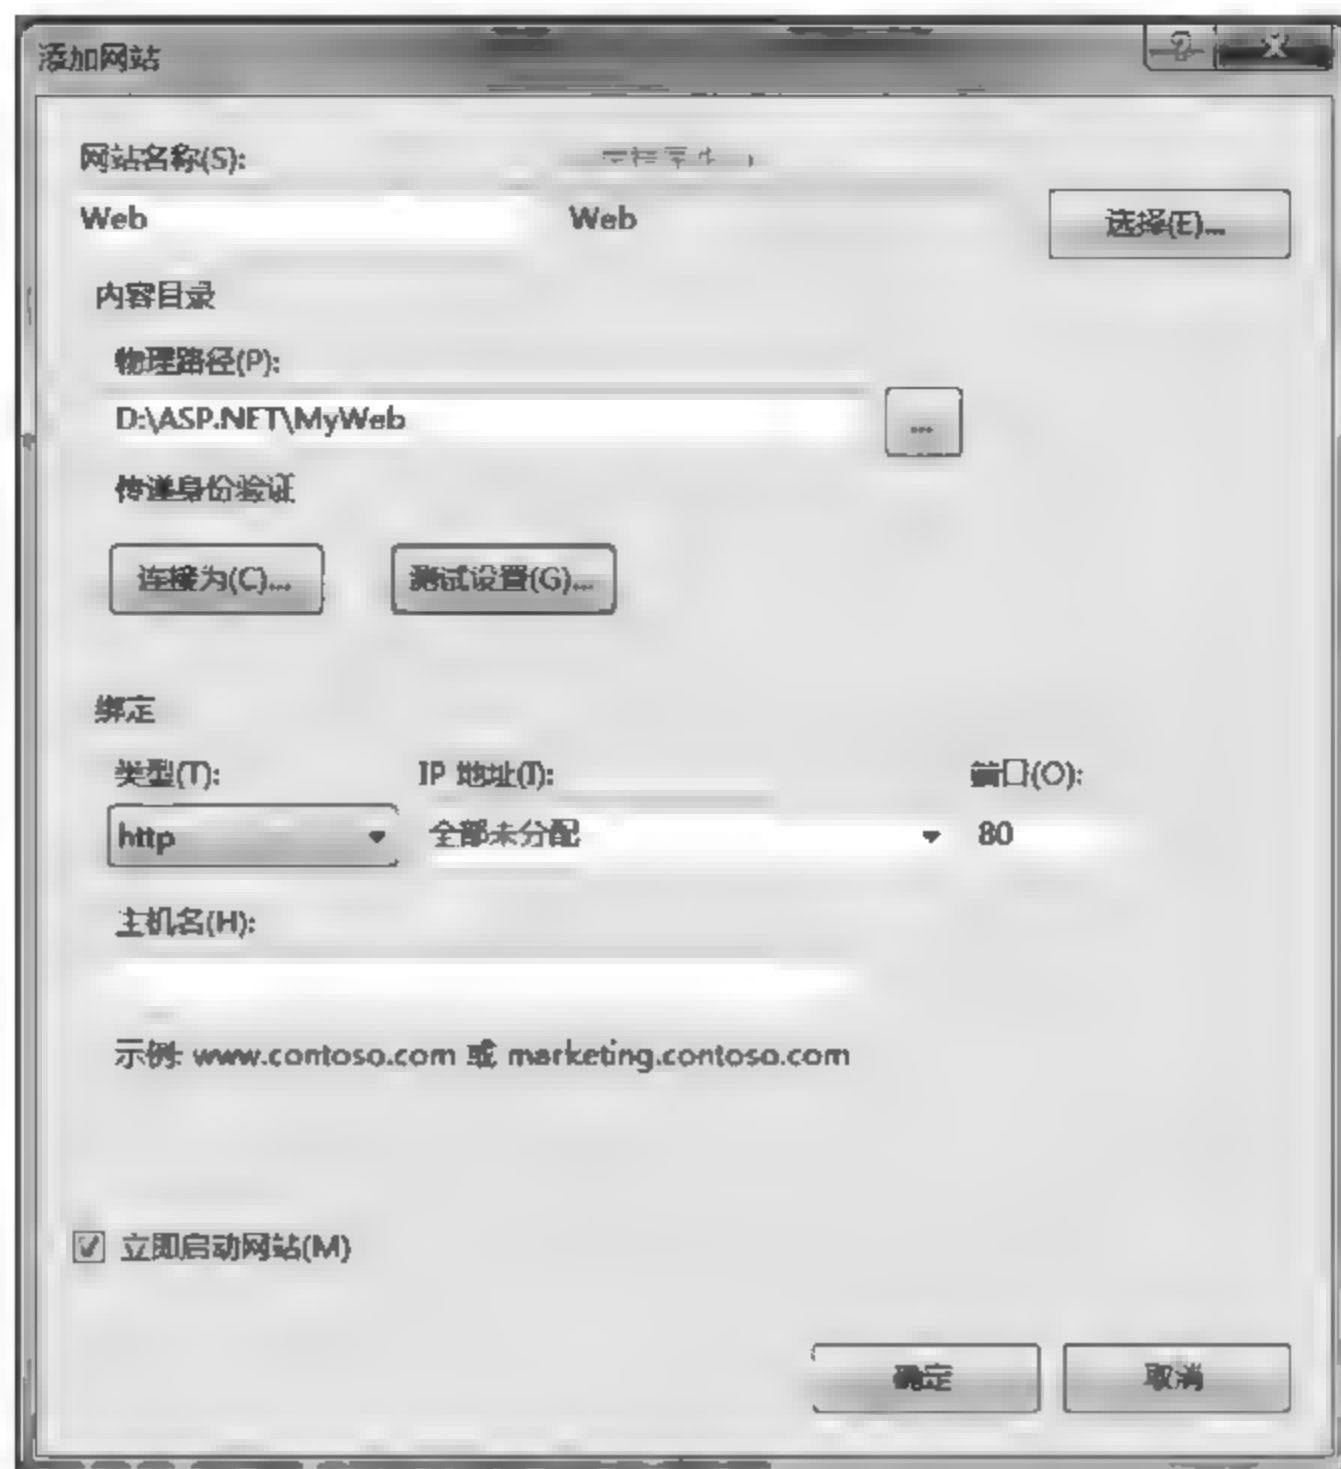 添加网站
网站名称(S):
Web Web 选择(E)...
内容目录
物理路径(P):
D:\ASP.NET\MyWeb ...
传递身份验证
连接为(C)... 测试设置(G)...
绑定
类型(T): IP 地址(I): 端口(O):
http 全部未分配 80
主机名(H):
示例: www.contoso.com 或 marketing.contoso.com
立即启动网站(M)
确定 取消